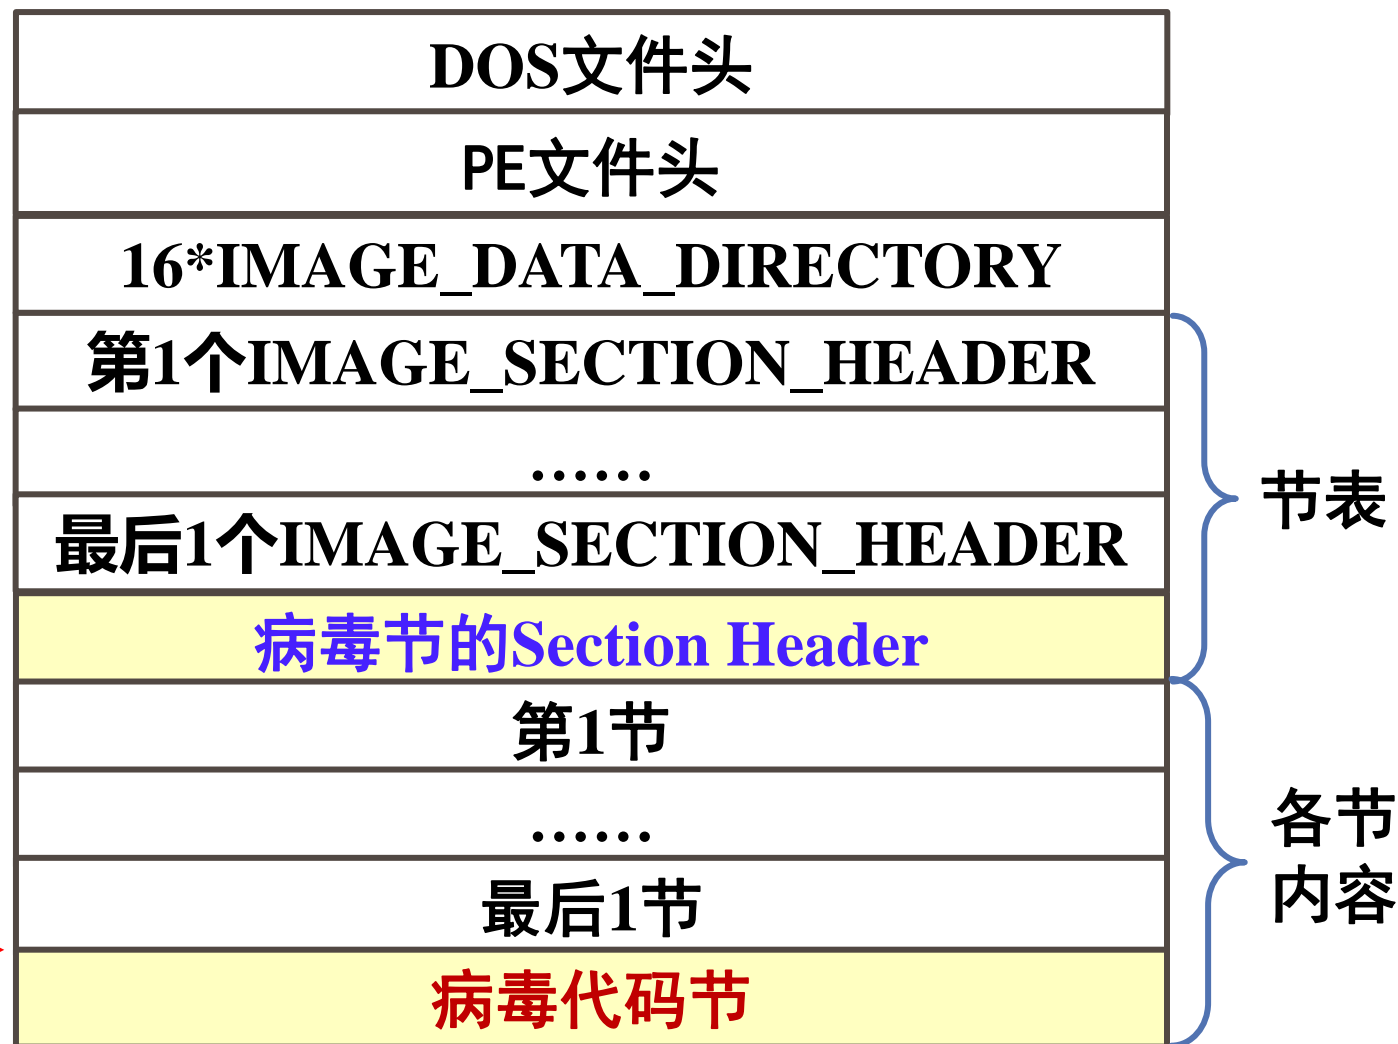 DOS文件头
PE文件头
16*IMAGE_DATA_DIRECTORY
第1个IMAGE_SECTION_HEADER
……
最后1个IMAGE_SECTION_HEADER
病毒节的Section Header
节表
第1节
……
最后1节
病毒代码节
各节
内容